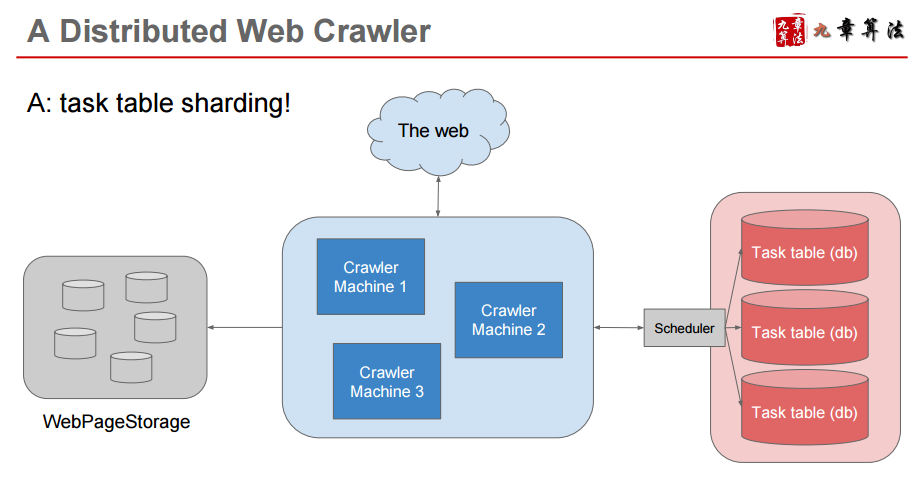 A Distributed Web Crawler
九章算法
九章算法
A: task table sharding!
The web
Crawler
Machine 1
Crawler
Machine 2
Crawler
Machine 3
WebPageStorage
Scheduler
Task table (db)
Task table (db)
Task table (db)